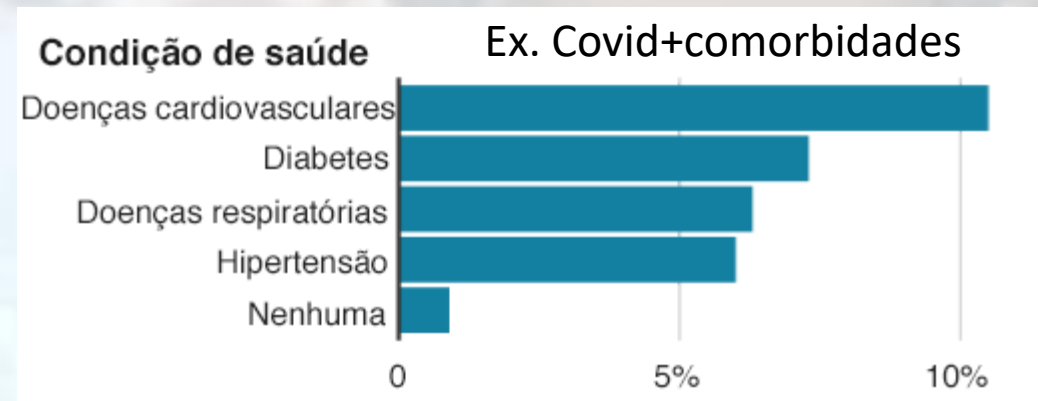 Ex. Covid+comorbidades
Condição de saúde
Doenças cardiovasculares
Diabetes
Doenças respiratórias
Hipertensão
Nenhuma
0 5% 10%